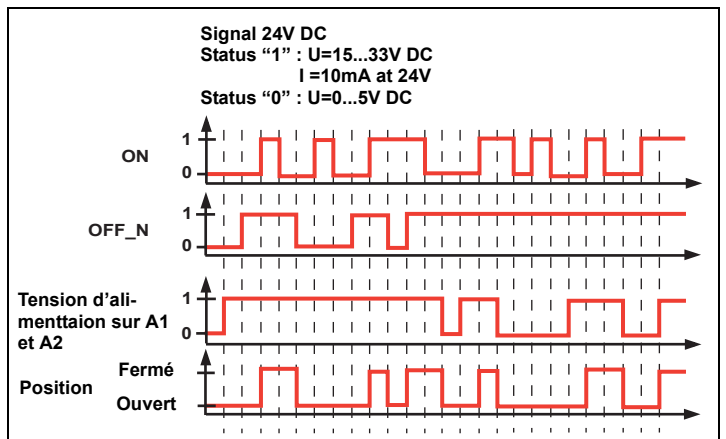 Signal 24V DC
Status “1” : U=15...33V DC
I =10mA at 24V
Status “0” : U=0...5V DC
1
ON
0
1
OFF_N
0
Tension d’ali-
menttaion sur A1
et A2
1
0
Fermé
Position
Ouvert